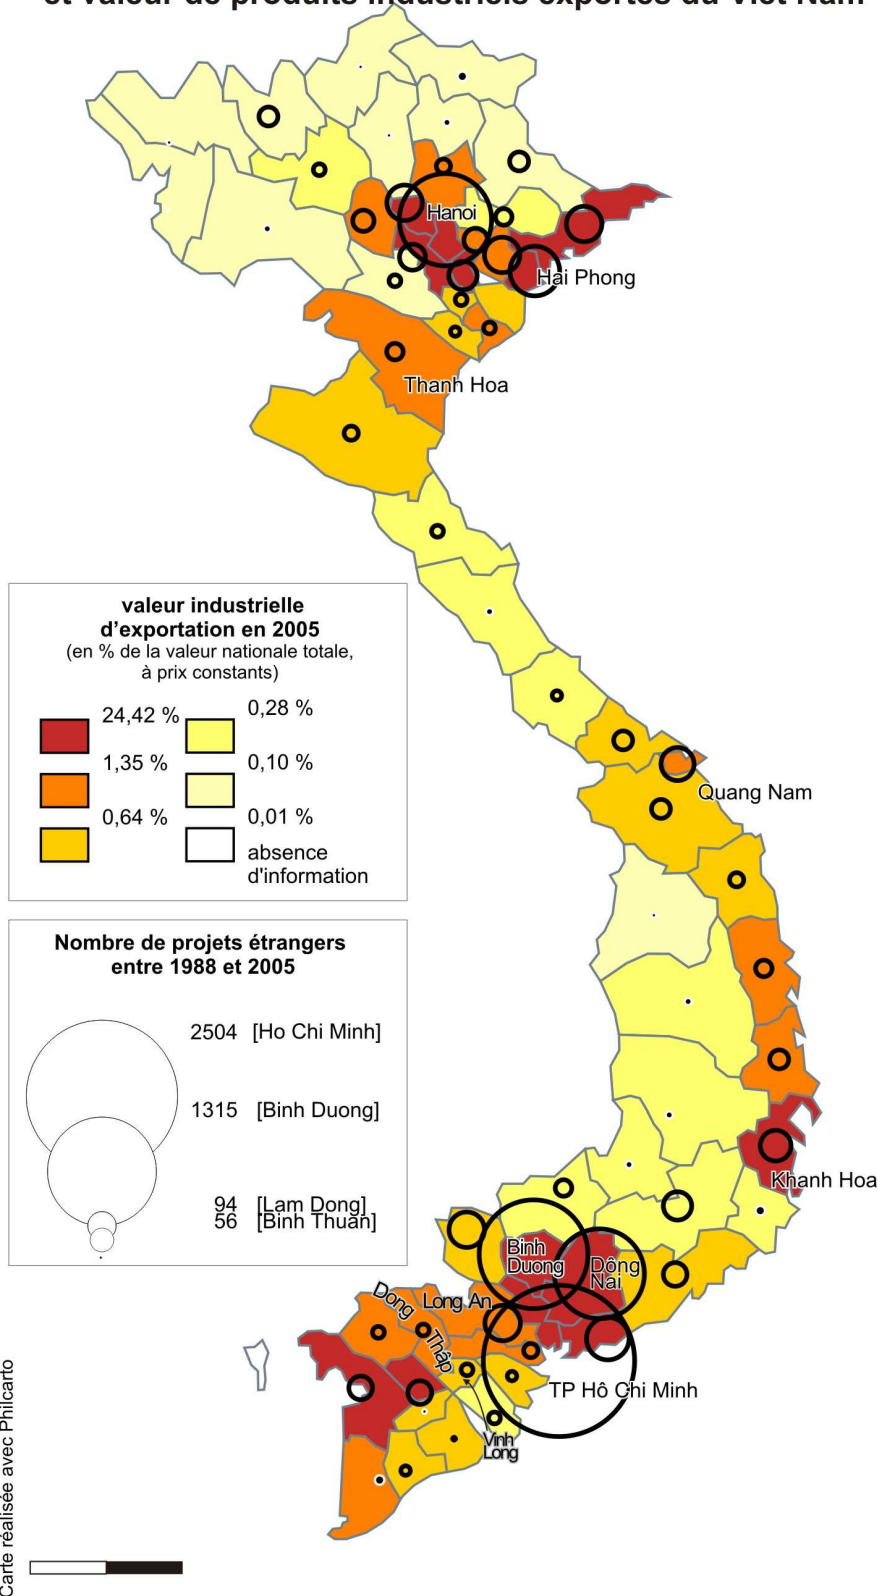 et valeur de produits industriels exportés du Viêt Nam
Hanoi
Hai Phong
Thanh Hoa
valeur industrielle
d'exportation en 2005
(en % de la valeur nationale totale,
à prix constants)
24,42 %
0,28 %
1,35 %
0,10 %
0,64 %
0,01 %
absence
d'information
Quang Nam
Nombre de projets étrangers
entre 1988 et 2005
2504 [Ho Chi Minh]
1315 [Binh Duong]
94 [Lam Dong]
56 [Binh Thuan]
Khanh Hoa
Binh
Duong
Dông
Nai
Dong
Thâp
Long An
TP Hô Chi Minh
Vinh
Long
Carte réalisée avec Philcarto